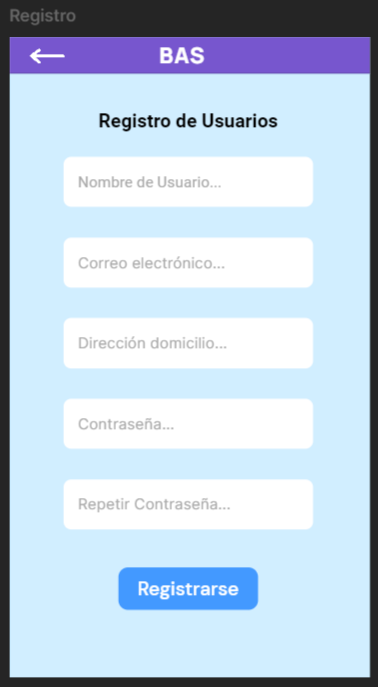 Registro
BAS
Registro de Usuarios
Nombre de Usuario...
Correo electrónico...
Dirección domicilio...
Contraseña...
Repetir Contraseña...
Registrarse